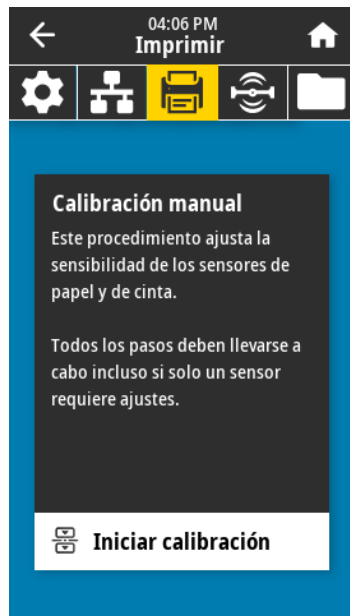 04:06 PM
Imprimir
Calibración manual
Este procedimiento ajusta la
sensibilidad de los sensores de
papel y de cinta.
Todos los pasos deben llevarse a
cabo incluso si solo un sensor
requiere ajustes.
Iniciar calibración